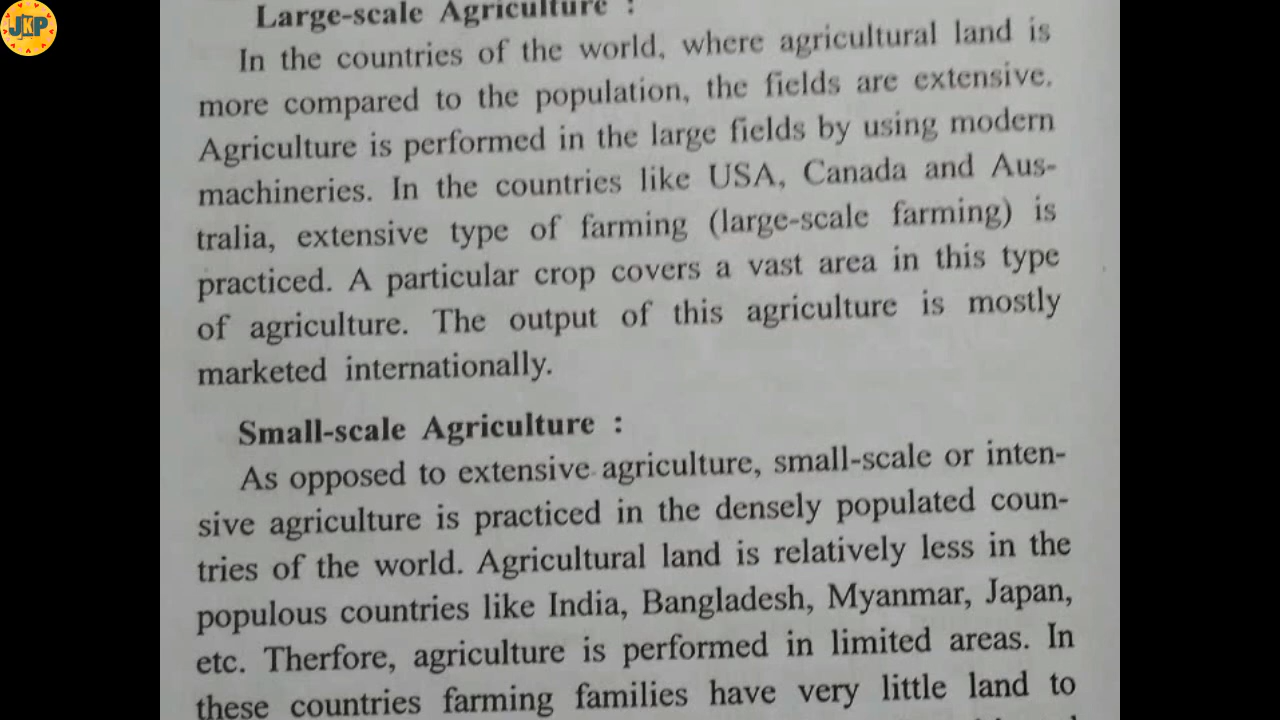 JKP
Large-scale Agriculture :
In the countries of the world, where agricultural land is
more compared to the population, the fields are extensive.
Agriculture is performed in the large fields by using modern
machineries. In the countries like USA, Canada and Aus-
tralia, extensive type of farming (large-scale farming) is
practiced. A particular crop covers a vast area in this type
of agriculture. The output of this agriculture is mostly
marketed internationally.
Small-scale Agriculture :
As opposed to extensive agriculture, small-scale or inten-
sive agriculture is practiced in the densely populated coun-
tries of the world. Agricultural land is relatively less in the
populous countries like India, Bangladesh, Myanmar, Japan,
etc. Therfore, agriculture is performed in limited areas. In
these countries farming families have very little land to